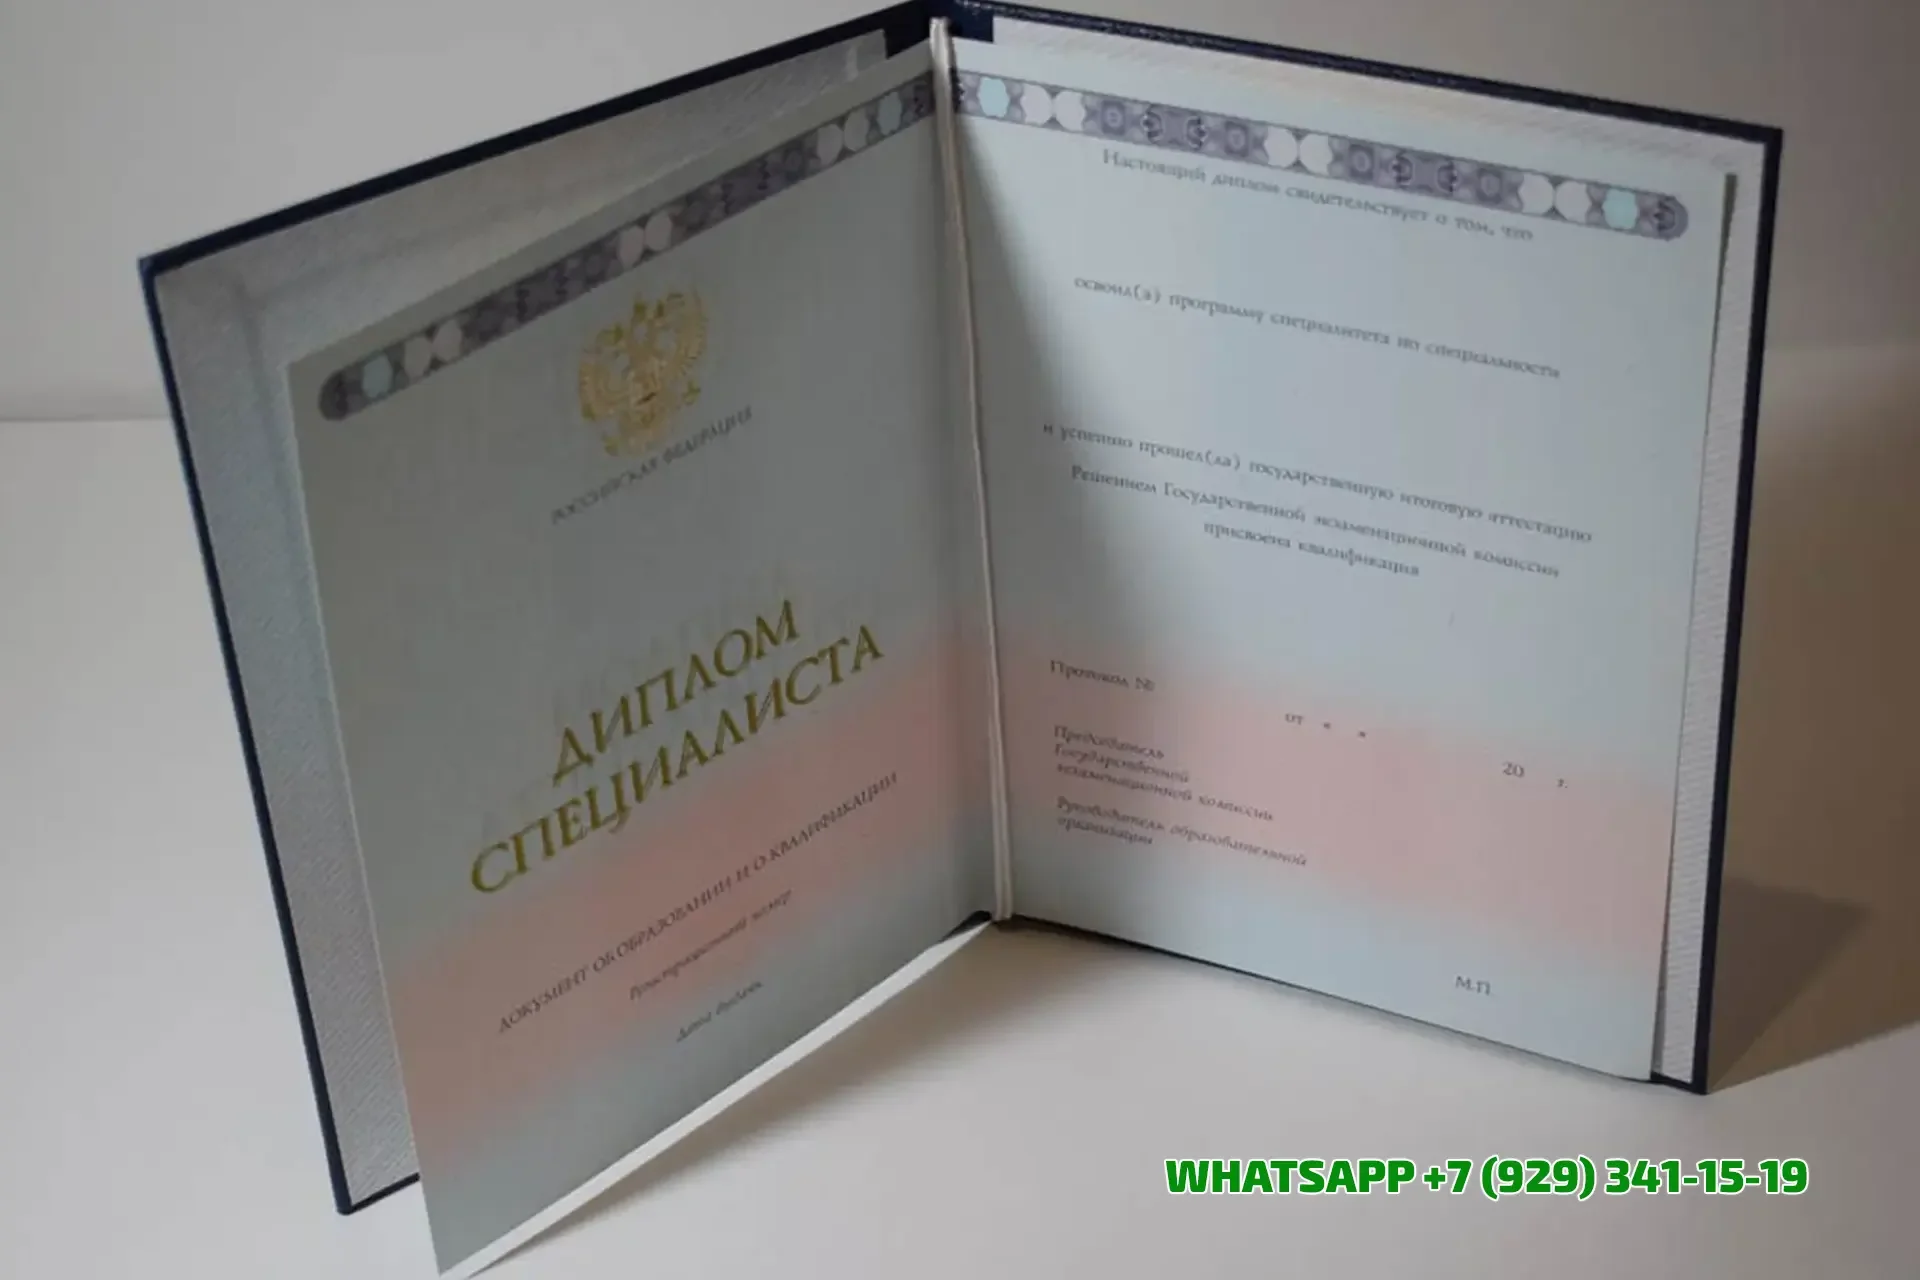 РОССИЙСКАЯ ФЕДЕРАЦИЯ
ДИПЛОМ
СПЕЦИАЛИСТА
ДОКУМЕНТ ОБ ОБРАЗОВАНИИ И О КВАЛИФИКАЦИИ
Регистрационный номер
Дата выдачи
Настоящий диплом свидетельствует о том, что
освоил(а) программу специалитета по специальности
и успешно прошел(ла) государственную итоговую аттестацию
Решением Государственной экзаменационной комиссии
присвоена квалификация
Протокол №
от « » 20 г.
Председатель
Государственной
экзаменационной комиссии
Руководитель образовательной
организации
М.П.
WHATSAPP +7 (929) 341-15-19